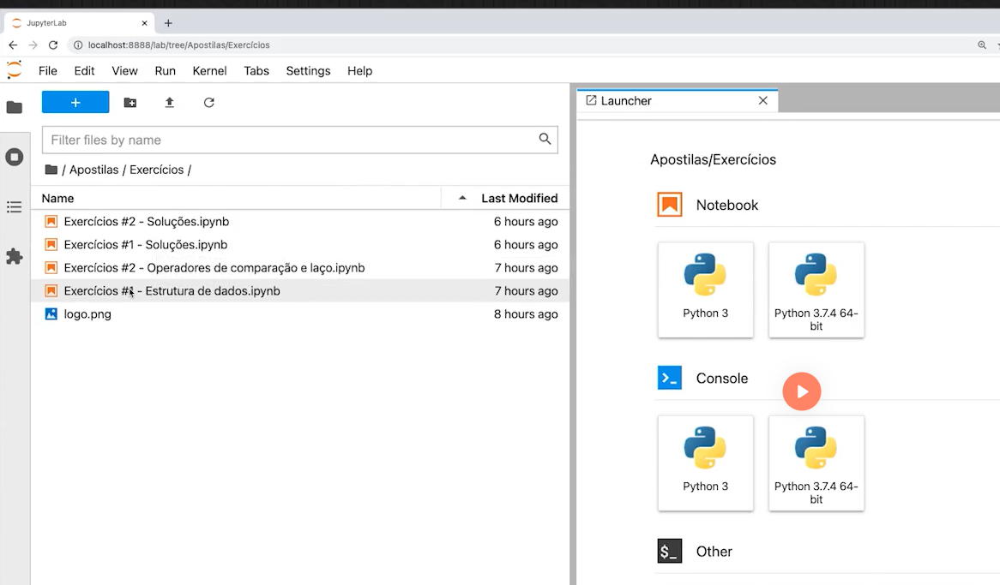 JupyterLab
localhost:8888/lab/tree/Apostilas/Exercícios
File Edit View Run Kernel Tabs Settings Help
Launcher
Filter files by name
/ Apostilas / Exercícios /
Name Last Modified
Exercícios #2 - Soluções.ipynb 6 hours ago
Exercícios #1 - Soluções.ipynb 6 hours ago
Exercícios #2 - Operadores de comparação e laço.ipynb 7 hours ago
Exercícios #1 - Estrutura de dados.ipynb 7 hours ago
logo.png 8 hours ago
Apostilas/Exercícios
Notebook
Python 3
Python 3.7.4 64-
bit
Console
Python 3
Python 3.7.4 64-
bit
$_ Other